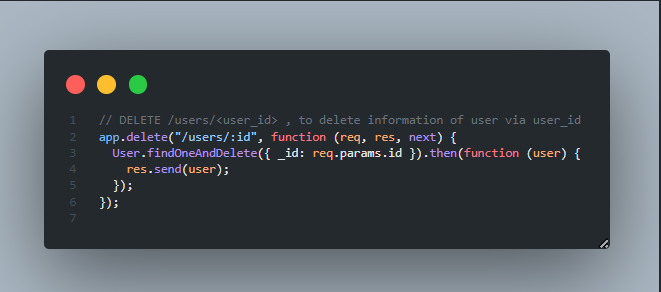 1 // DELETE /users/<user_id> , to delete information of user via user_id
2 app.delete("/users/:id", function (req, res, next) {
3   User.findOneAndDelete({ _id: req.params.id }).then(function (user) {
4     res.send(user);
5   });
6 });
7